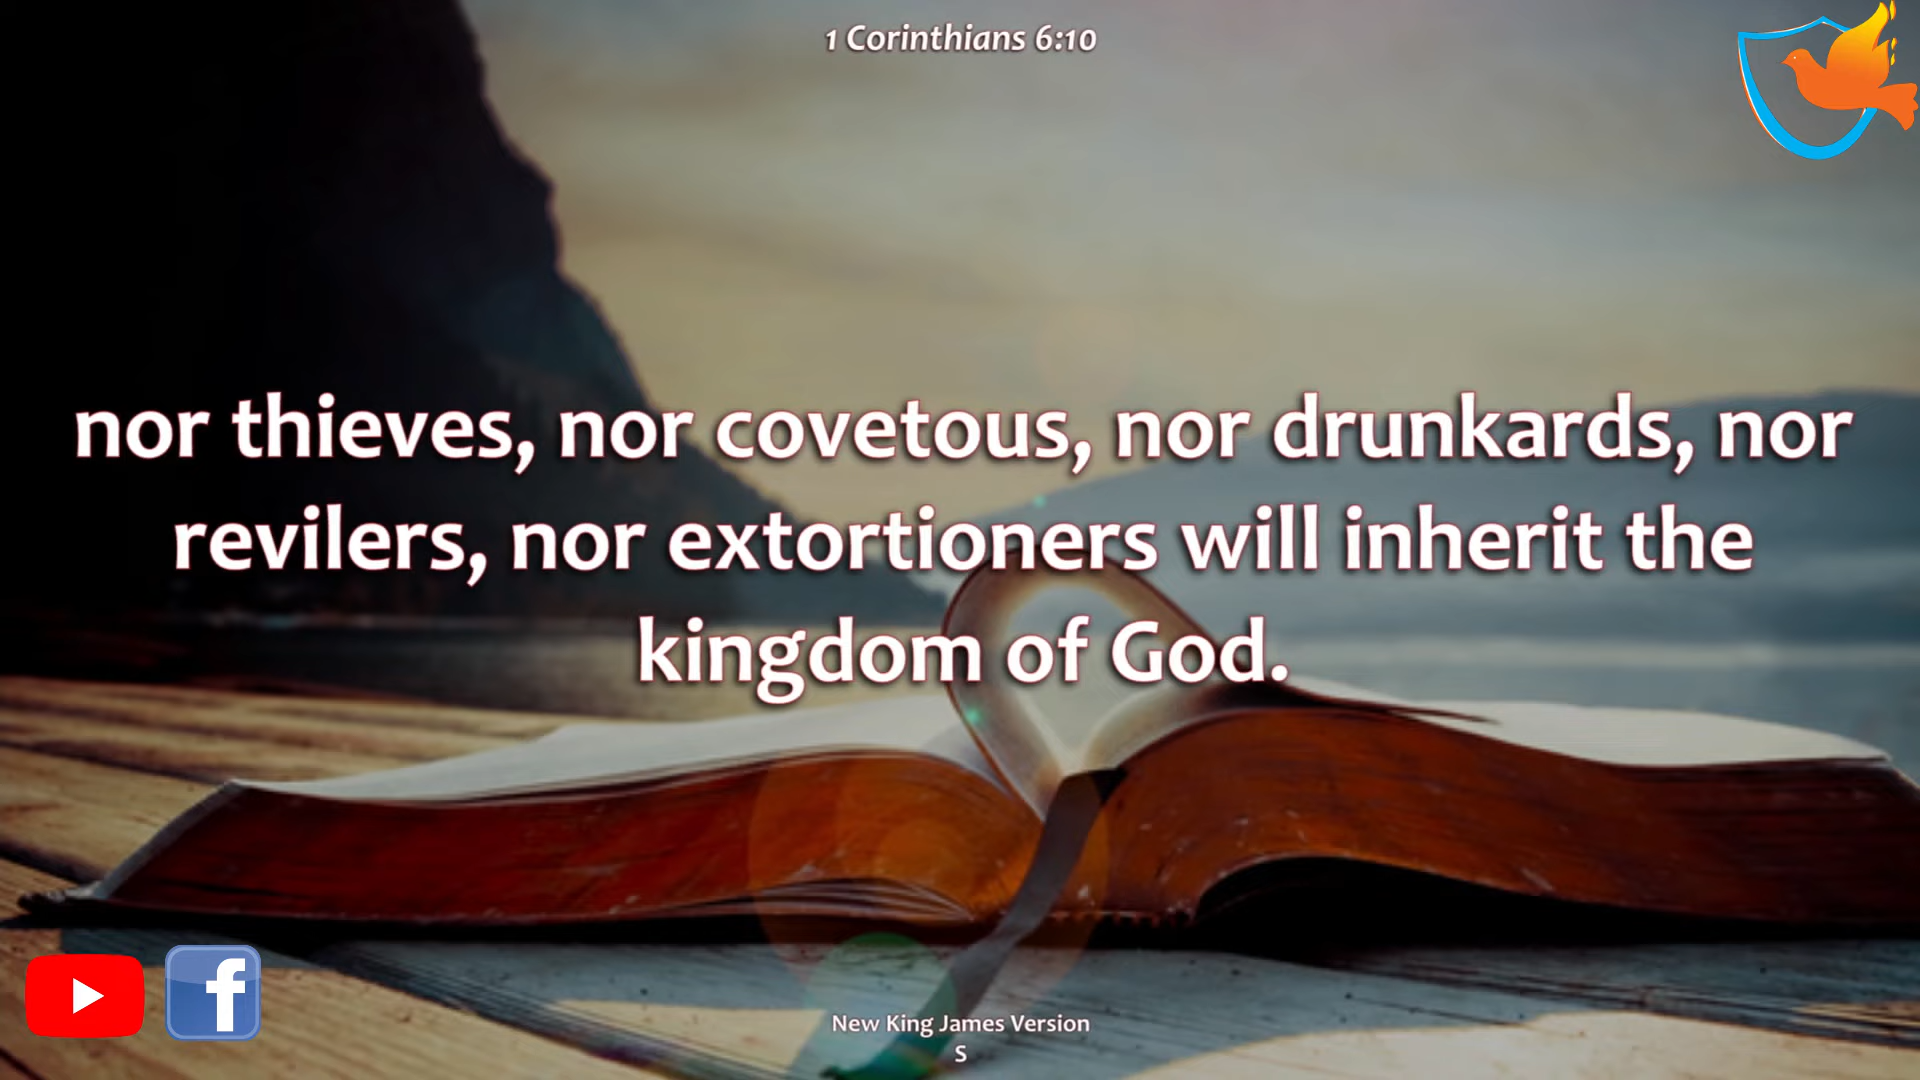 1 Corinthians 6:10
nor thieves, nor covetous, nor drunkards, nor
revilers, nor extortioners will inherit the
kingdom of God.
New King James Version
S